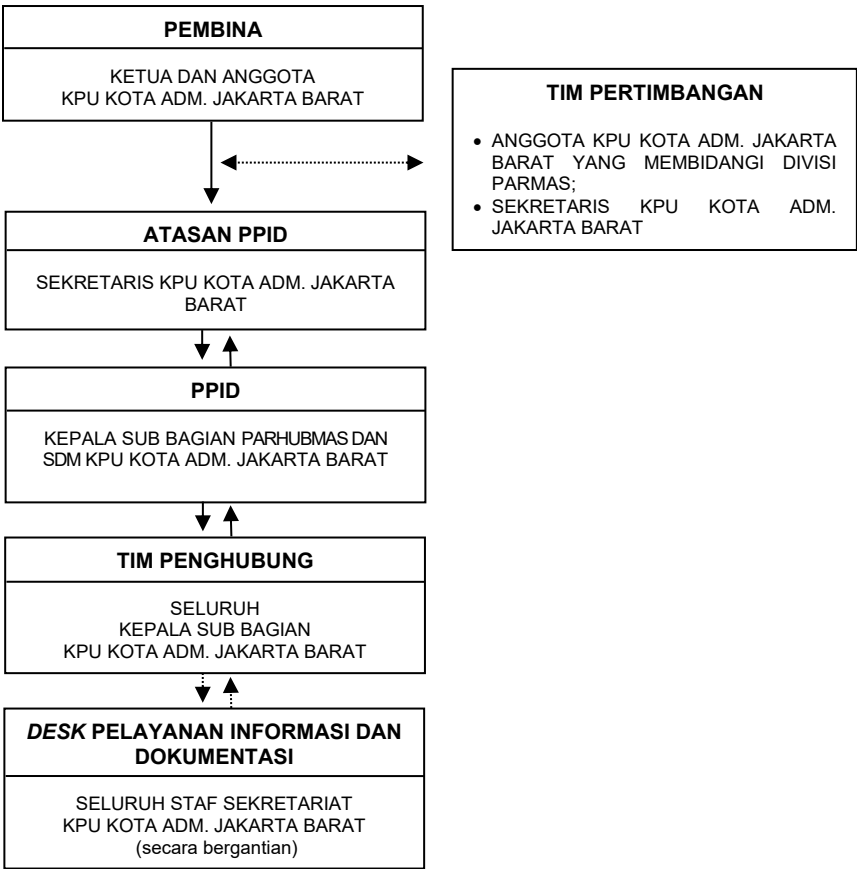 PEMBINA
KETUA DAN ANGGOTA
KPU KOTA ADM. JAKARTA BARAT
TIM PERTIMBANGAN
• ANGGOTA KPU KOTA ADM. JAKARTA
BARAT YANG MEMBIDANGI DIVISI
PARMAS;
• SEKRETARIS KPU KOTA ADM.
JAKARTA BARAT
ATASAN PPID
SEKRETARIS KPU KOTA ADM. JAKARTA
BARAT
PPID
KEPALA SUB BAGIAN PARHUBMAS DAN
SDM KPU KOTA ADM. JAKARTA BARAT
TIM PENGHUBUNG
SELURUH
KEPALA SUB BAGIAN
KPU KOTA ADM. JAKARTA BARAT
DESK PELAYANAN INFORMASI DAN
DOKUMENTASI
SELURUH STAF SEKRETARIAT
KPU KOTA ADM. JAKARTA BARAT
(secara bergantian)